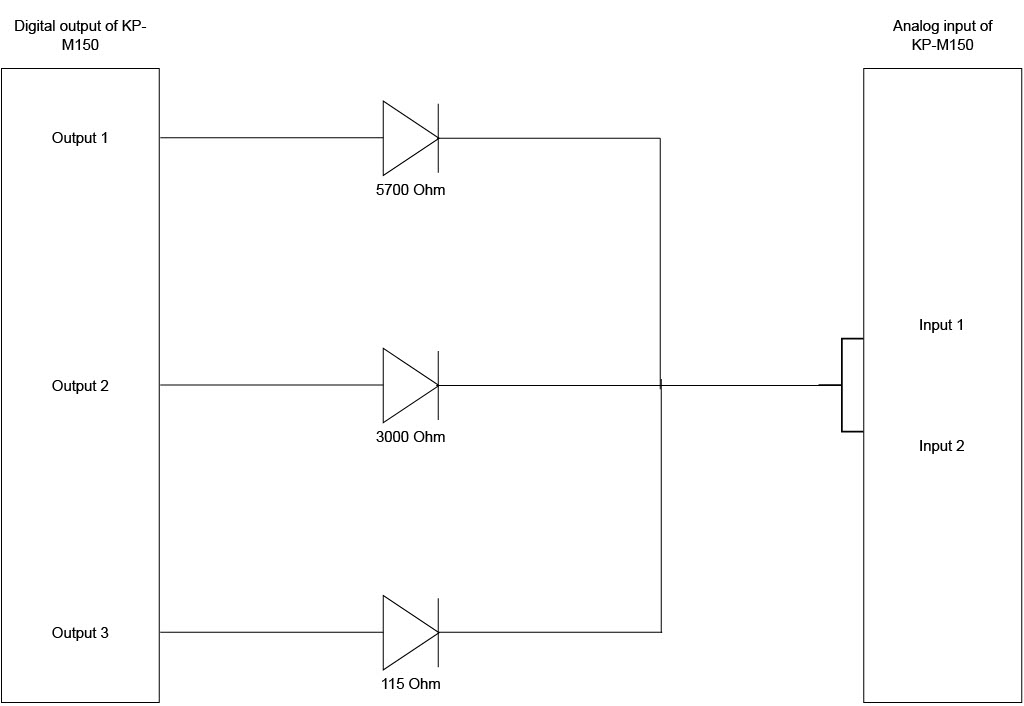 Digital output of KP-
M150
Analog input of
KP-M150
Output 1
5700 Ohm
Input 1
Output 2
3000 Ohm
Input 2
Output 3
115 Ohm